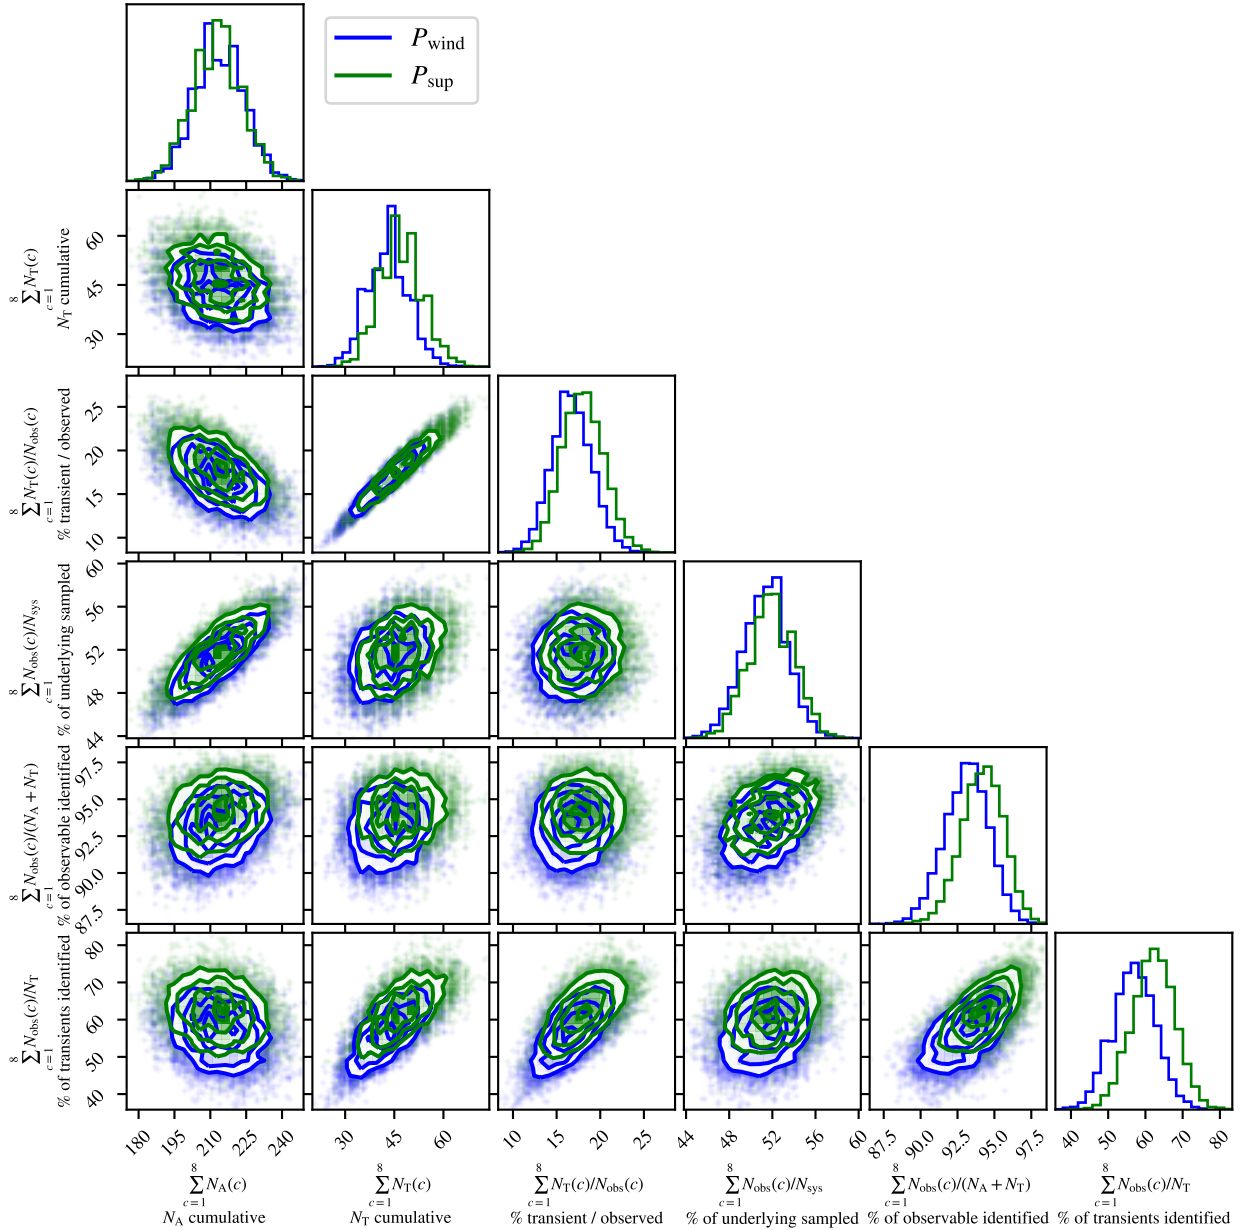 P_wind
P_sup
∑_{c=1}^{8} N_T(c)
N_T cumulative
60
45
30
∑_{c=1}^{8} N_T(c)/N_obs(c)
% transient / observed
25
20
15
10
∑_{c=1}^{8} N_obs(c)/N_sys
% of underlying sampled
60
56
52
48
44
∑_{c=1}^{8} N_obs(c)/(N_A + N_T)
% of observable identified
97.5
95.0
92.5
90.0
87.5
∑_{c=1}^{8} N_obs(c)/N_T
% of transients identified
80
70
60
50
40
180 195 210 225 240
30 45 60
10 15 20 25
44 48 52 56 60
87.5 90.0 92.5 95.0 97.5
40 50 60 70 80
∑_{c=1}^{8} N_A(c)
N_A cumulative
∑_{c=1}^{8} N_T(c)
N_T cumulative
∑_{c=1}^{8} N_T(c)/N_obs(c)
% transient / observed
∑_{c=1}^{8} N_obs(c)/N_sys
% of underlying sampled
∑_{c=1}^{8} N_obs(c)/(N_A + N_T)
% of observable identified
∑_{c=1}^{8} N_obs(c)/N_T
% of transients identified